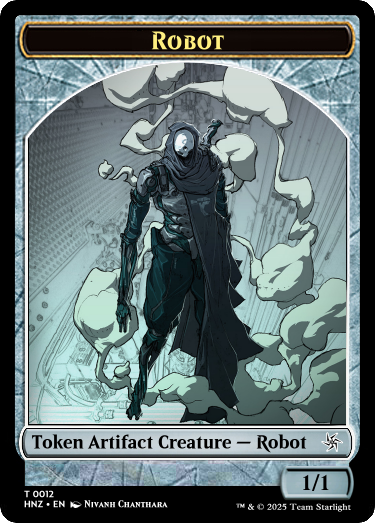 Robot
Token Artifact Creature — Robot
1/1
T 0012
HNZ • EN Nivanh Chanthara
™ & © 2025 Team Starlight